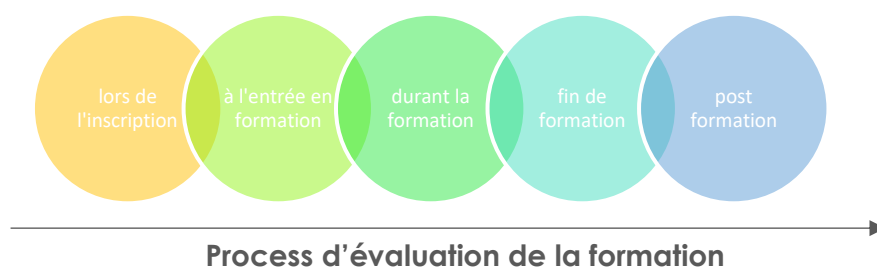 lors de
l'inscription
à l'entrée en
formation
durant la
formation
fin de
formation
post
formation
Process d’évaluation de la formation